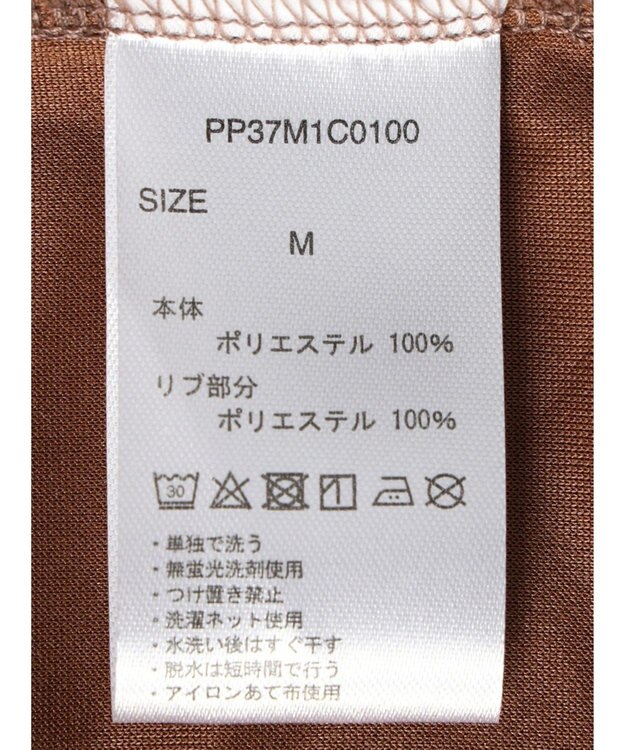 PP37M1C0100
SIZE
M
本体
ポリエステル 100%
リブ部分
ポリエステル 100%
30
・単独で洗う
・無蛍光洗剤使用
・つけ置き禁止
・洗濯ネット使用
・水洗い後はすぐ干す
・脱水は短時間で行う
・アイロンあて布使用